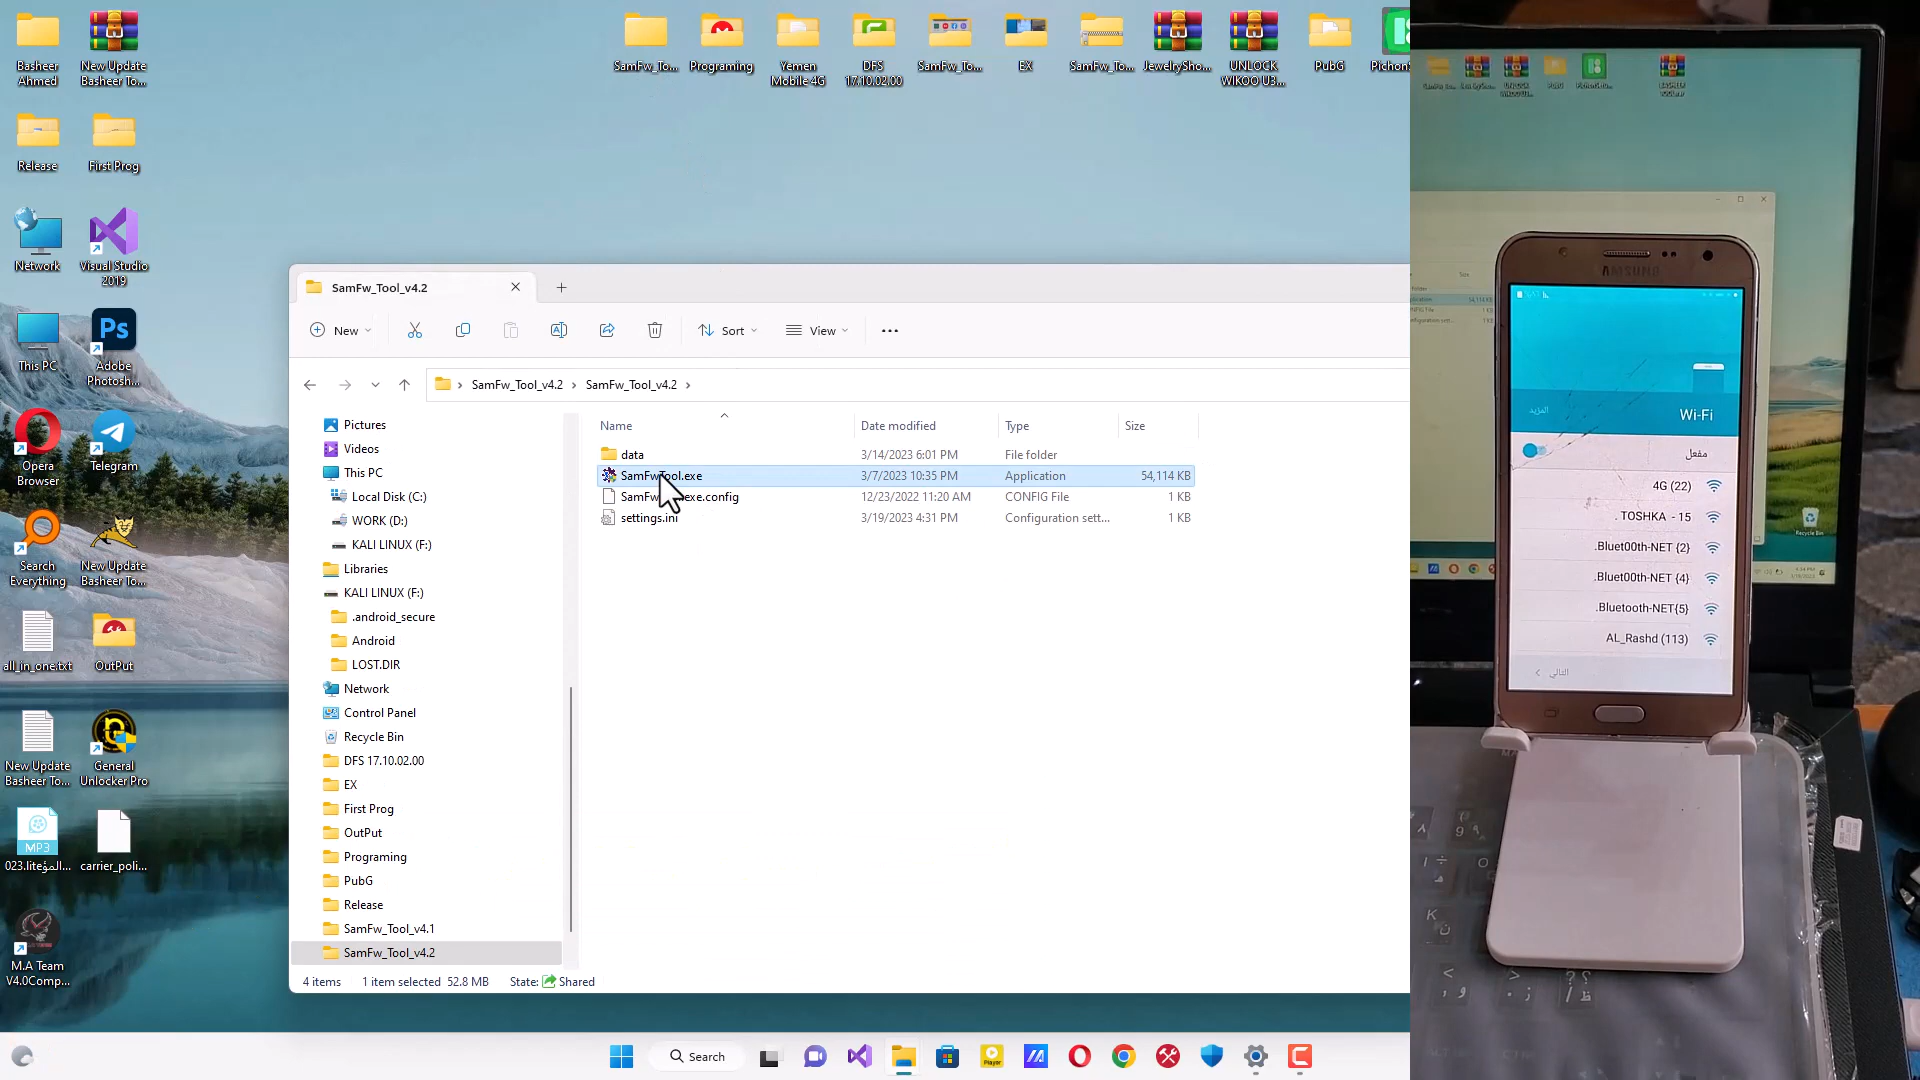 Basheer
Ahmed
New Update
Basheer To...
Release
First Prog
Network
Visual Studio
2019
This PC
Adobe
Photosh...
Opera
Browser
Telegram
Search
Everything
New Update
Basheer To...
all_in_one.txt
OutPut
New Update
Basheer To...
General
Unlocker Pro
MP3
carrier_poli...
M.A Team
V4.0Comp...
SamFw_To...
Programing
Yemen
Mobile 4G
DFS
17.10.02.00
SamFw_To...
EX
SamFw_To...
JewelrySho...
UNLOCK
WIKOO U3...
PubG
SamFw_Tool_v4.2
New
Sort
View
SamFw_Tool_v4.2 > SamFw_Tool_v4.2 >
Pictures
Videos
This PC
Local Disk (C:)
WORK (D:)
KALI LINUX (F:)
Libraries
KALI LINUX (F:)
.android_secure
Android
LOST.DIR
Network
Control Panel
Recycle Bin
DFS 17.10.02.00
EX
First Prog
OutPut
Programing
PubG
Release
SamFw_Tool_v4.1
SamFw_Tool_v4.2
Name Date modified Type Size
data 3/14/2023 6:01 PM File folder
SamFwTool.exe 3/7/2023 10:35 PM Application 54,114 KB
12/23/2022 11:20 AM CONFIG File 1 KB
settings.ini 3/19/2023 4:31 PM Configuration sett... 1 KB
4 items 1 item selected 52.8 MB State: Shared
Search
Player
SAMSUNG
المزيد
Wi-Fi
مفعل
4G (22)
TOSHKA - 15 .
.Bluet00th-NET {2}
.Bluet00th-NET {4}
.Bluetooth-NET{5}
AL_Rashd (113)
التالي
Recycle Bin